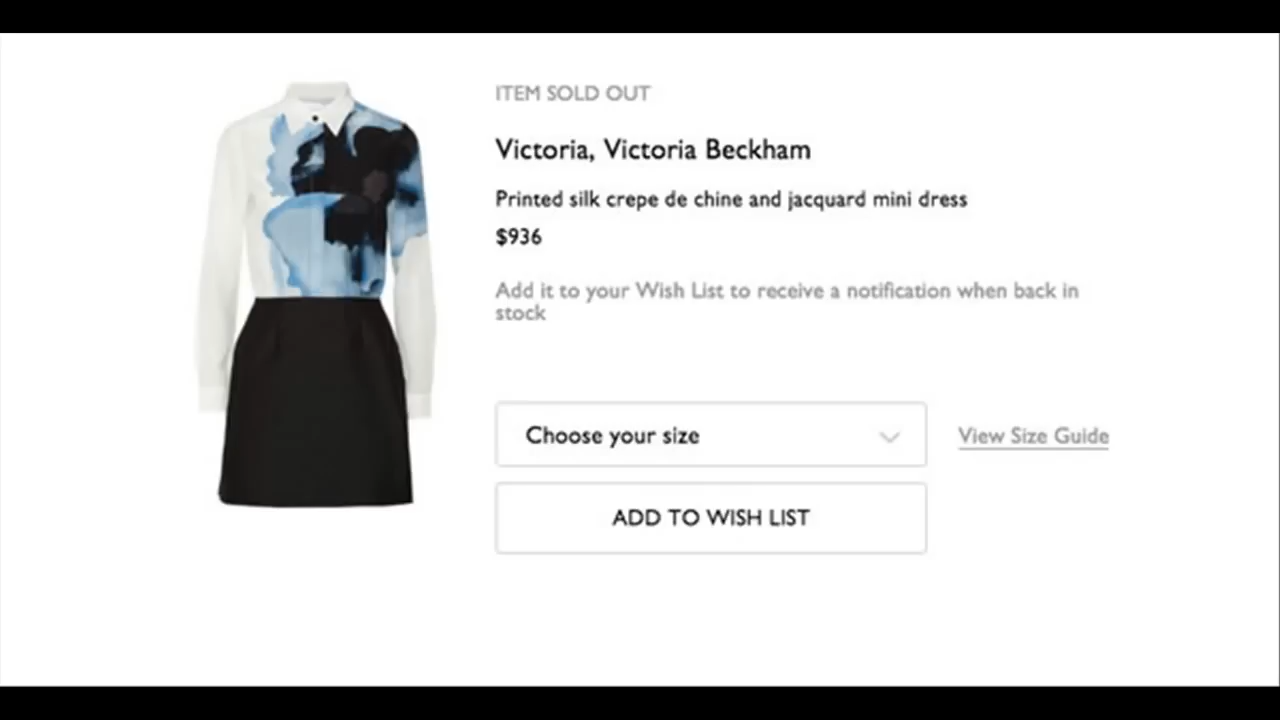 ITEM SOLD OUT
Victoria, Victoria Beckham
Printed silk crepe de chine and jacquard mini dress
$936
Add it to your Wish List to receive a notification when back in
stock
Choose your size
View Size Guide
ADD TO WISH LIST